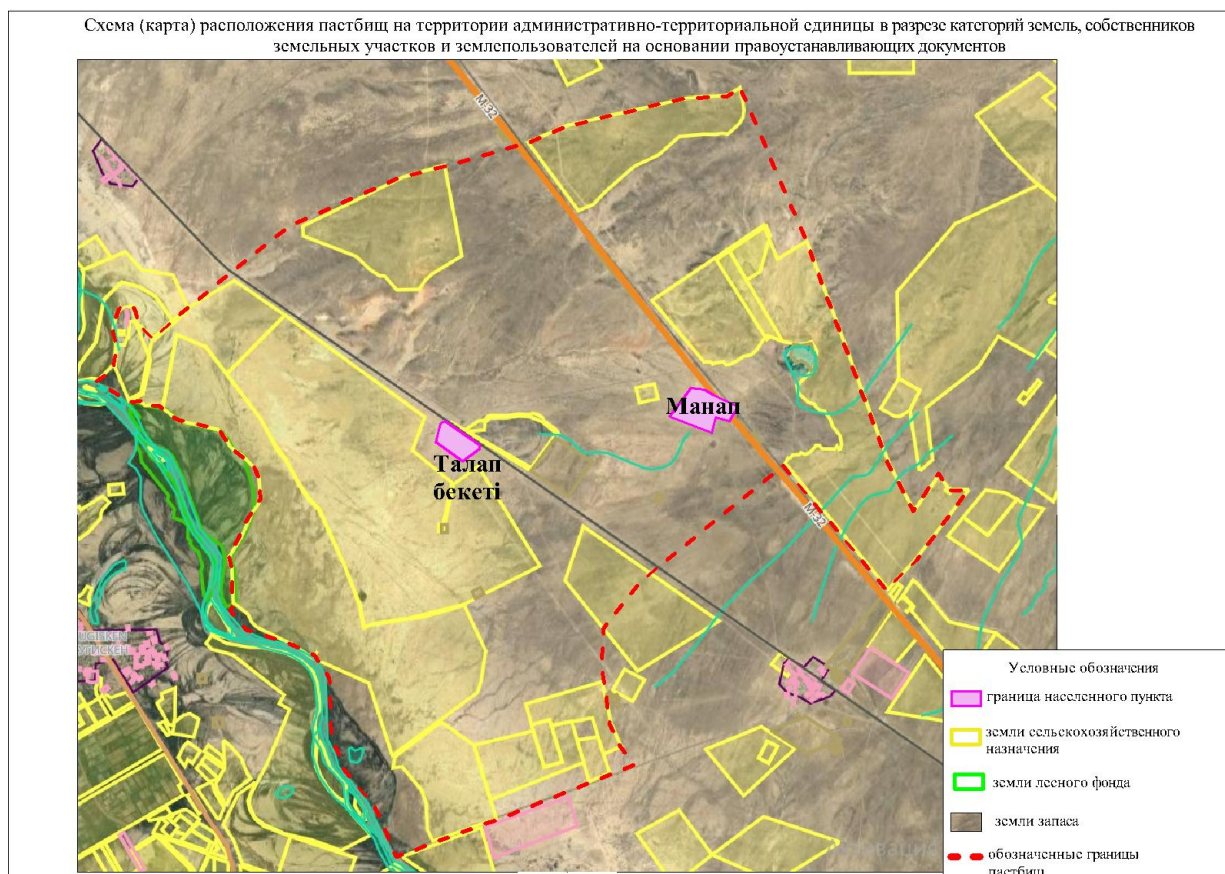 Схема (карта) расположения пастбищ на территории административно-территориальной единицы в разрезе категорий земель, собственников
земельных участков и землепользователей на основании правоустанавливающих документов
М-32
Манап
Талап
бекеті
М-32
Условные обозначения
граница населенного пункта
земли сельскохозяйственного
назначения
земли лесного фонда
земли запаса
обозначенные границы
пастбищ